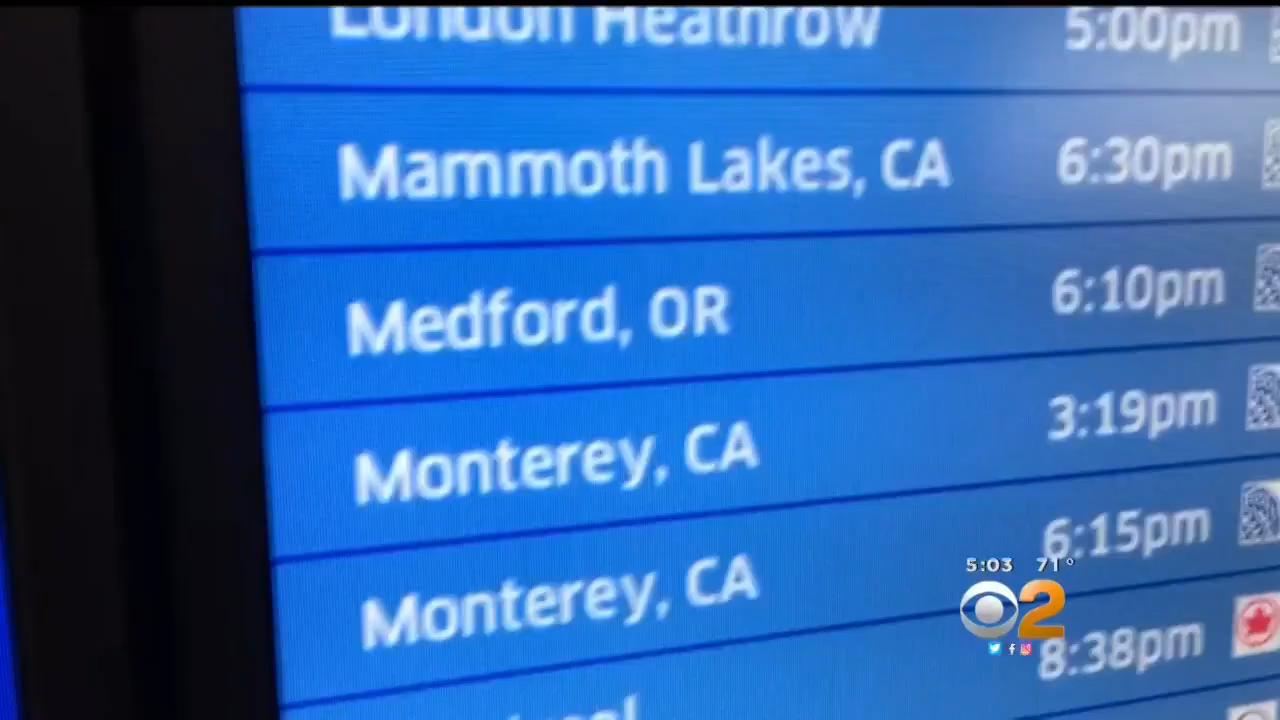 London Heathrow 5:00pm
Mammoth Lakes, CA 6:30pm
Medford, OR 6:10pm
Monterey, CA 3:19pm
Monterey, CA 6:15pm
8:38pm
5:03 71°
2